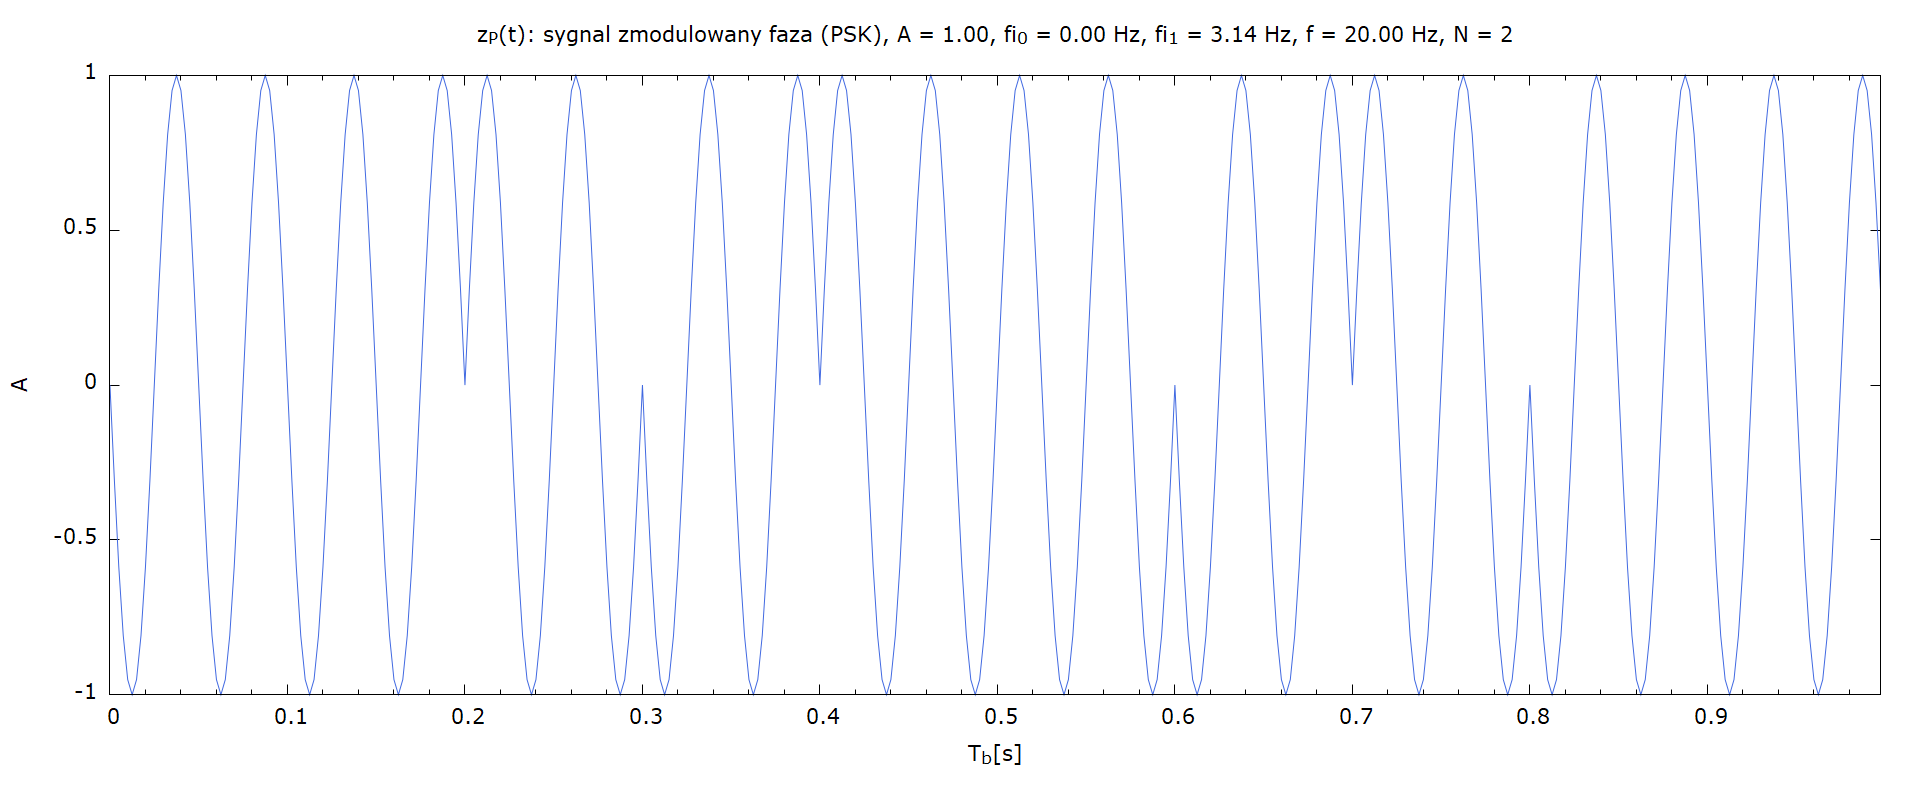 zP(t): sygnal zmodulowany faza (PSK), A = 1.00, fi0 = 0.00 Hz, fi1 = 3.14 Hz, f = 20.00 Hz, N = 2
1
0.5
0
-0.5
-1
A
0 0.1 0.2 0.3 0.4 0.5 0.6 0.7 0.8 0.9
Tb[s]